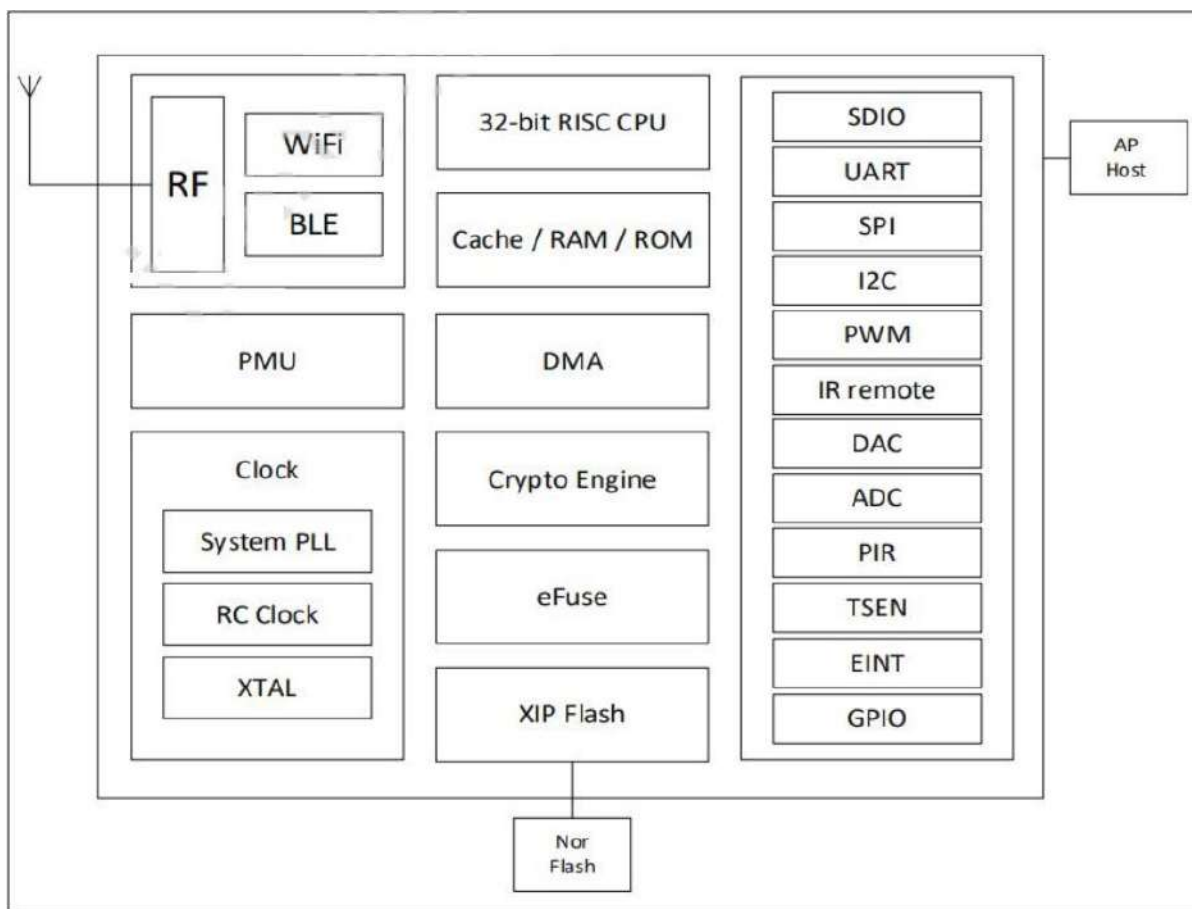 RF
WiFi
BLE
PMU
Clock
System PLL
RC Clock
XTAL
32-bit RISC CPU
Cache / RAM / ROM
DMA
Crypto Engine
eFuse
XIP Flash
Nor
Flash
SDIO
UART
SPI
I2C
PWM
IR remote
DAC
ADC
PIR
TSEN
EINT
GPIO
AP
Host